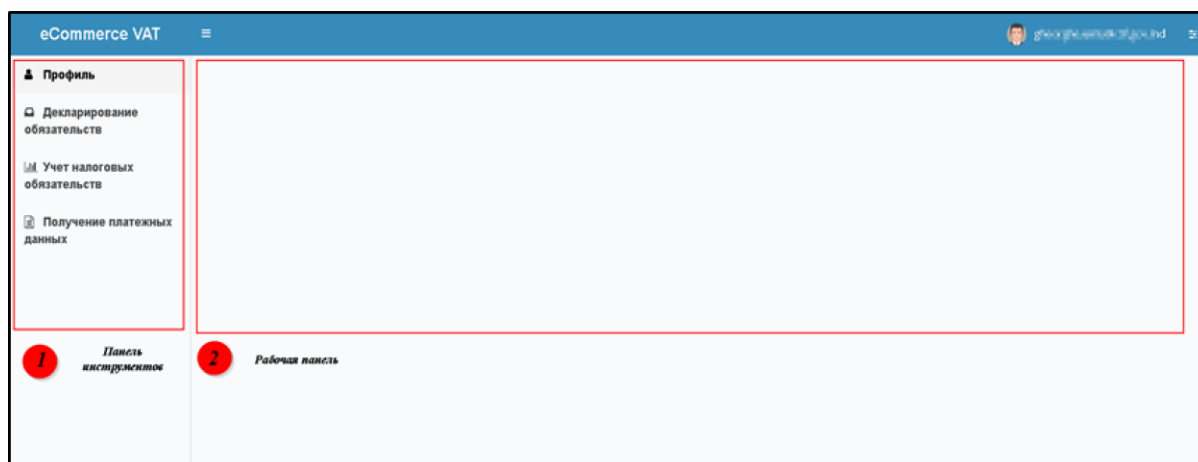 eCommerce VAT
Профиль
Декларирование
обязательств
Учет налоговых
обязательств
Получение платежных
данных
1
Панель
инструментов
2
Рабочая панель